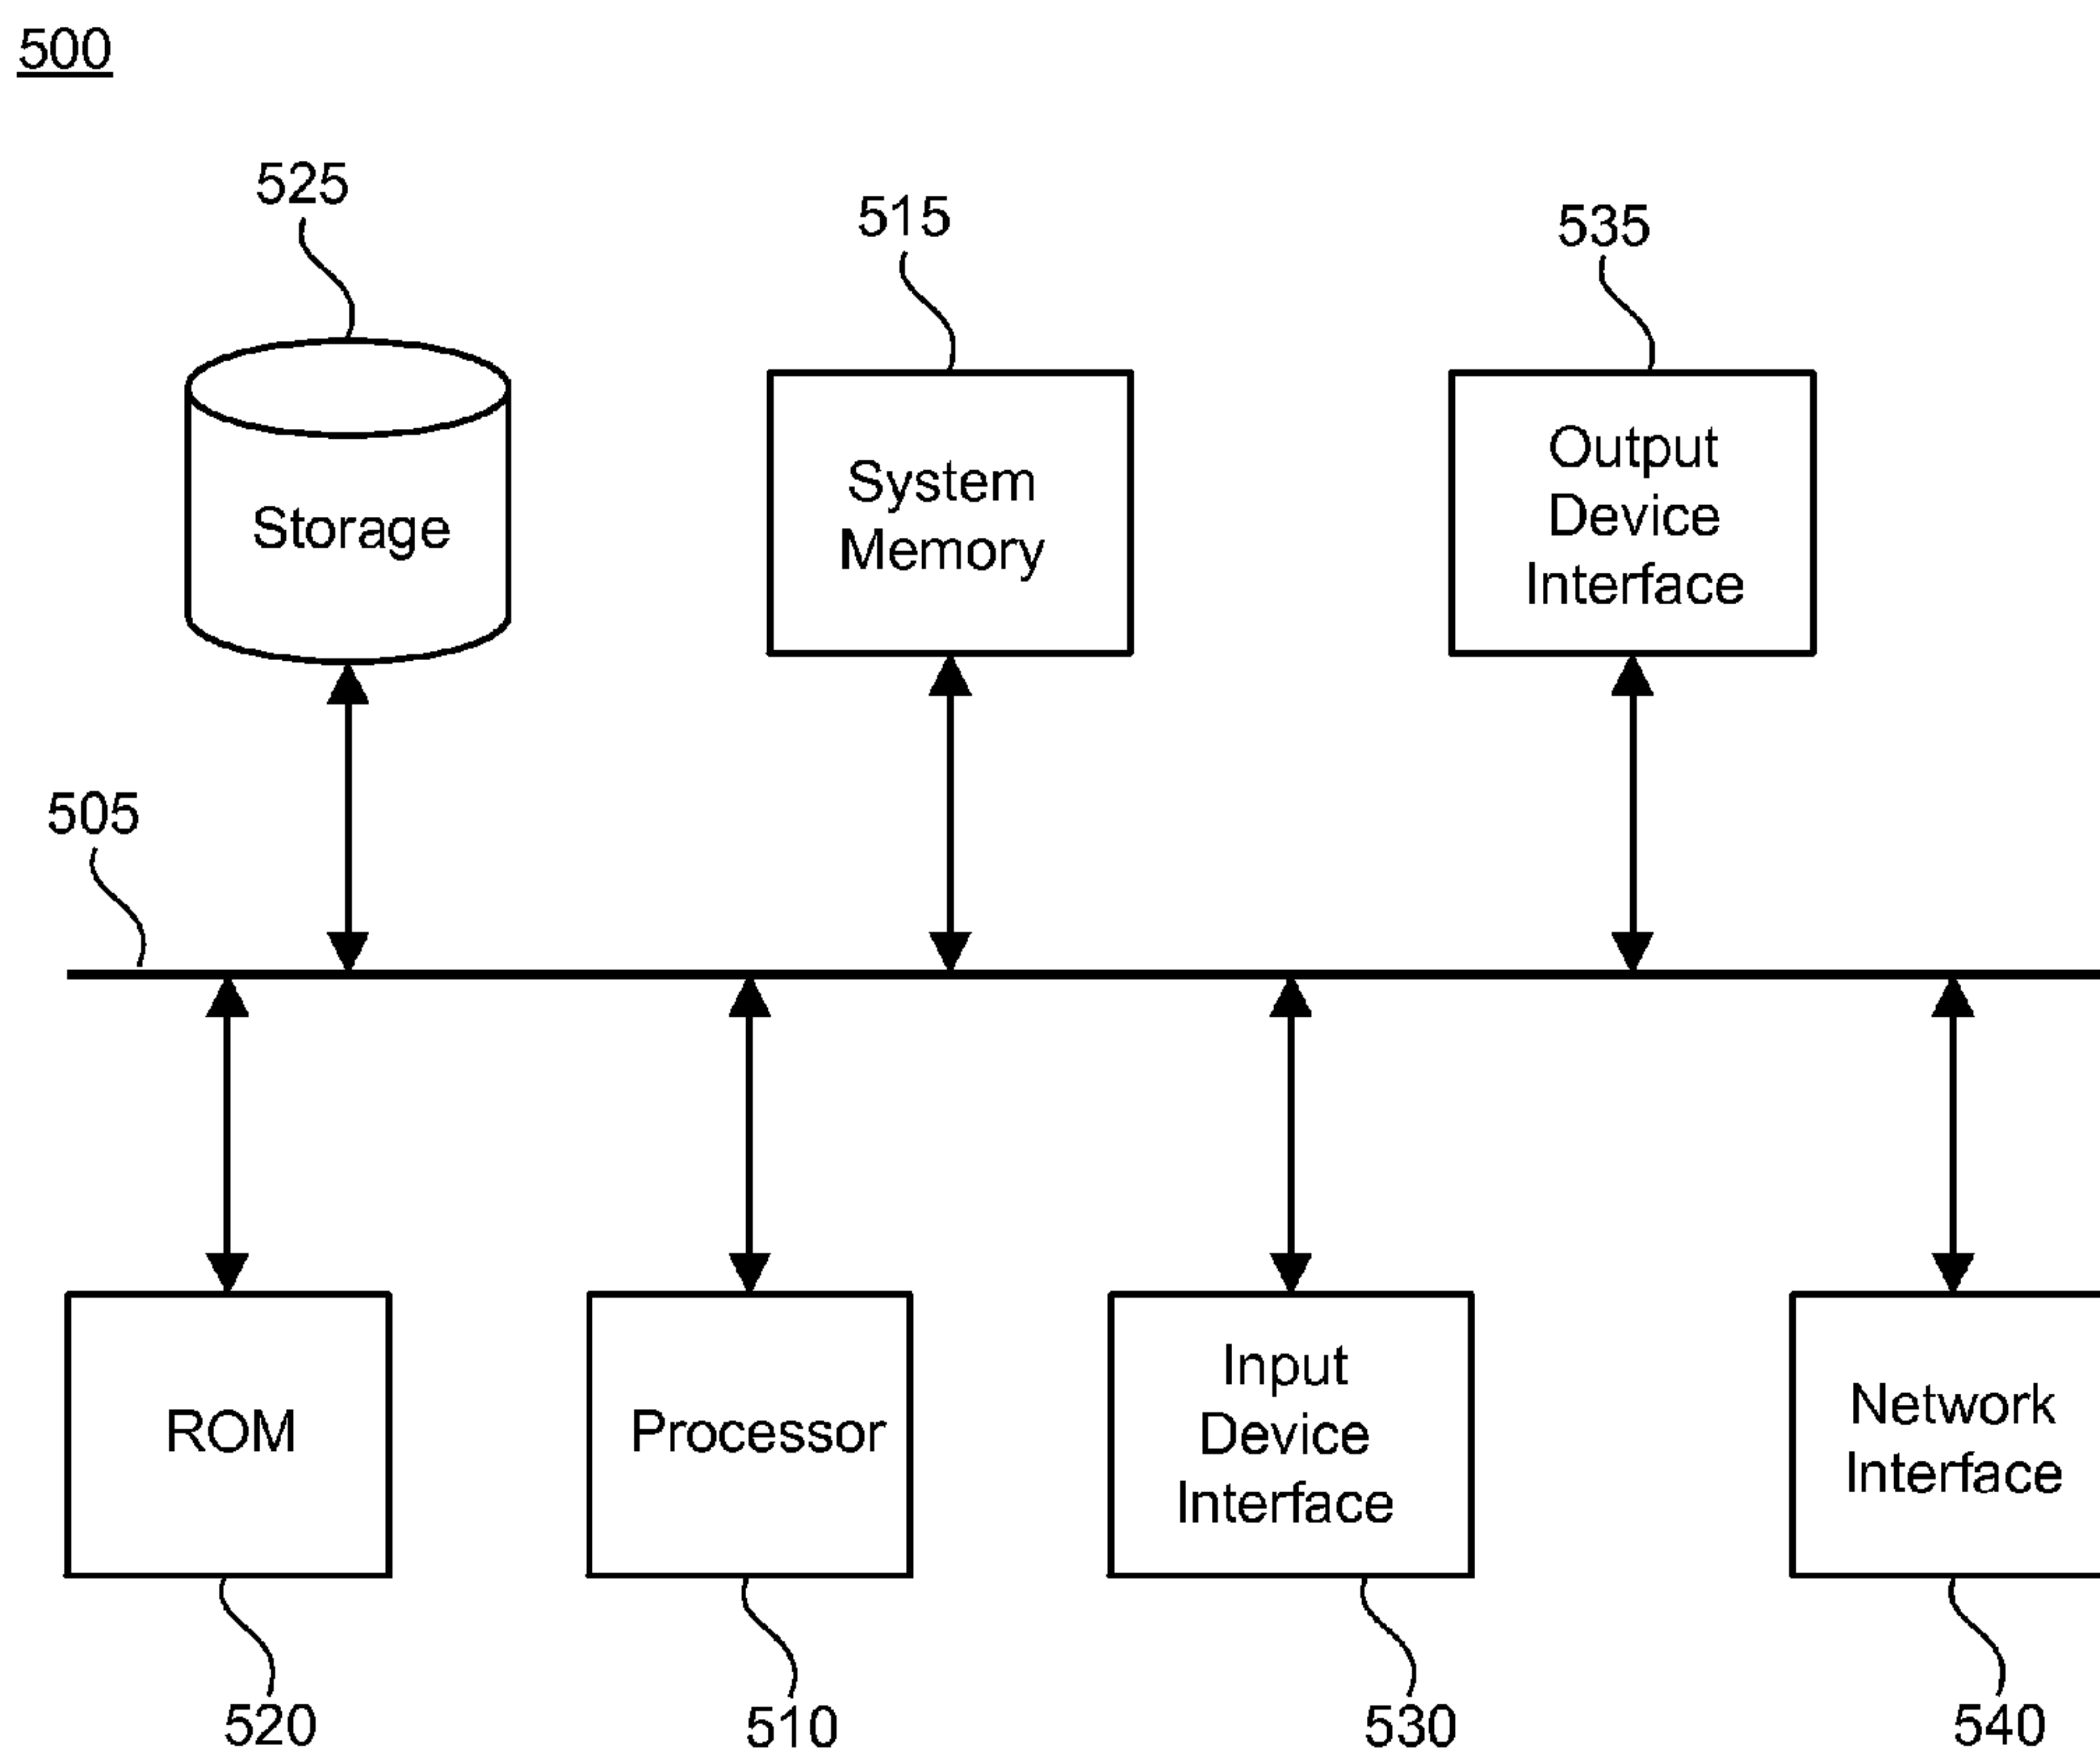 500
525
515
535
Storage
System
Memory
Output
Device
Interface
505
ROM
Processor
Input
Device
Interface
Network
Interface
520
510
530
540